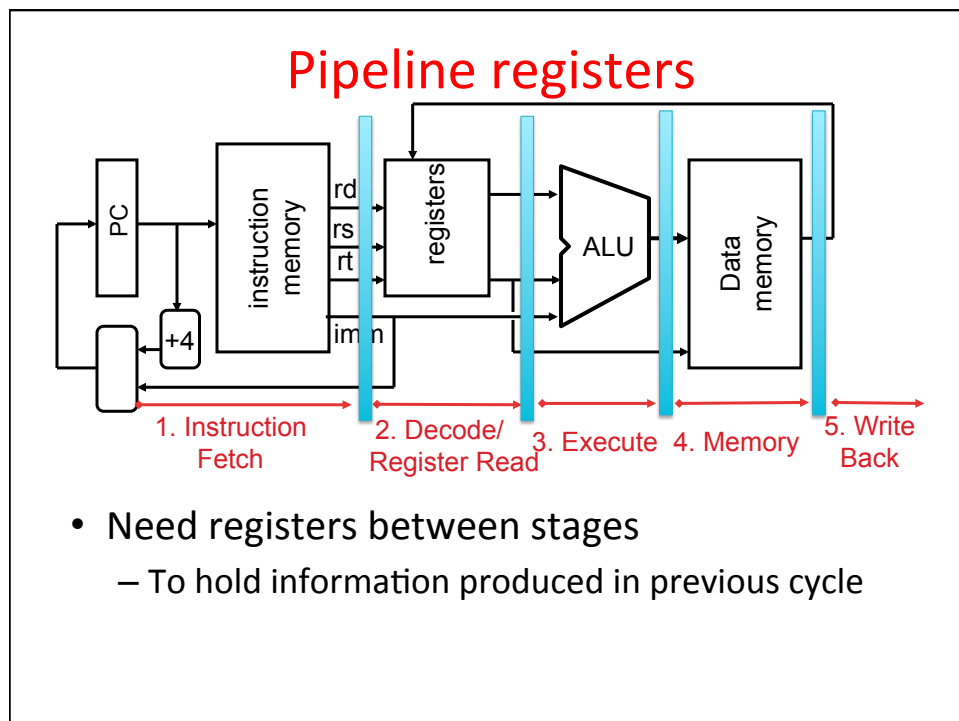 Pipeline registers
PC
instruction
memory
rd
rs
rt
imm
registers
ALU
Data
memory
+4
1. Instruction
Fetch
2. Decode/
Register Read
3. Execute
4. Memory
5. Write
Back
• Need registers between stages
– To hold information produced in previous cycle